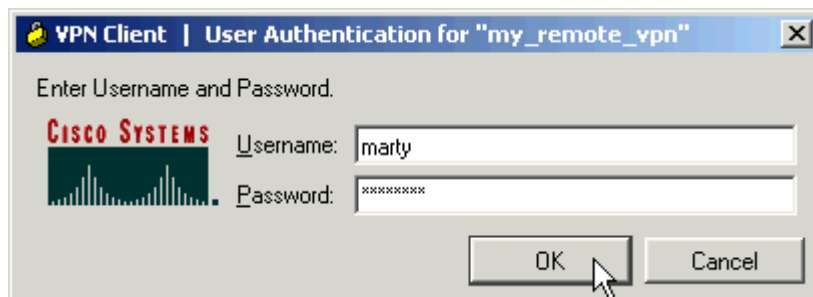 VPN Client | User Authentication for "my_remote_vpn"
Enter Username and Password.
CISCO SYSTEMS
Username: marty
Password: ********
OK Cancel